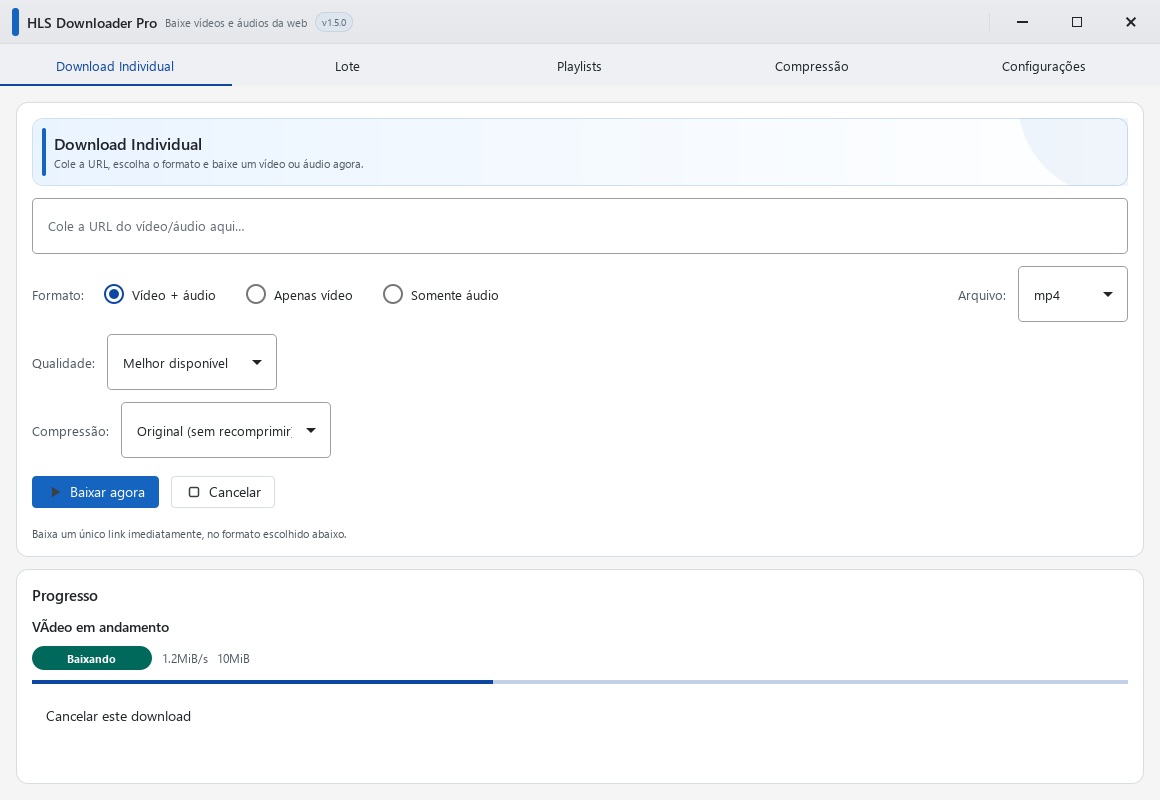 HLS Downloader Pro Baixe vídeos e áudios da web v1.5.0
Download Individual Lote Playlists Compressão Configurações
Download Individual
Cole a URL, escolha o formato e baixe um vídeo ou áudio agora.
Cole a URL do vídeo/áudio aqui...
Formato: Vídeo + áudio Apenas vídeo Somente áudio Arquivo: mp4
Qualidade: Melhor disponível
Compressão: Original (sem recomprimir)
Baixar agora Cancelar
Baixa um único link imediatamente, no formato escolhido abaixo.
Progresso
VÃdeo em andamento
Baixando 1.2MiB/s 10MiB
Cancelar este download